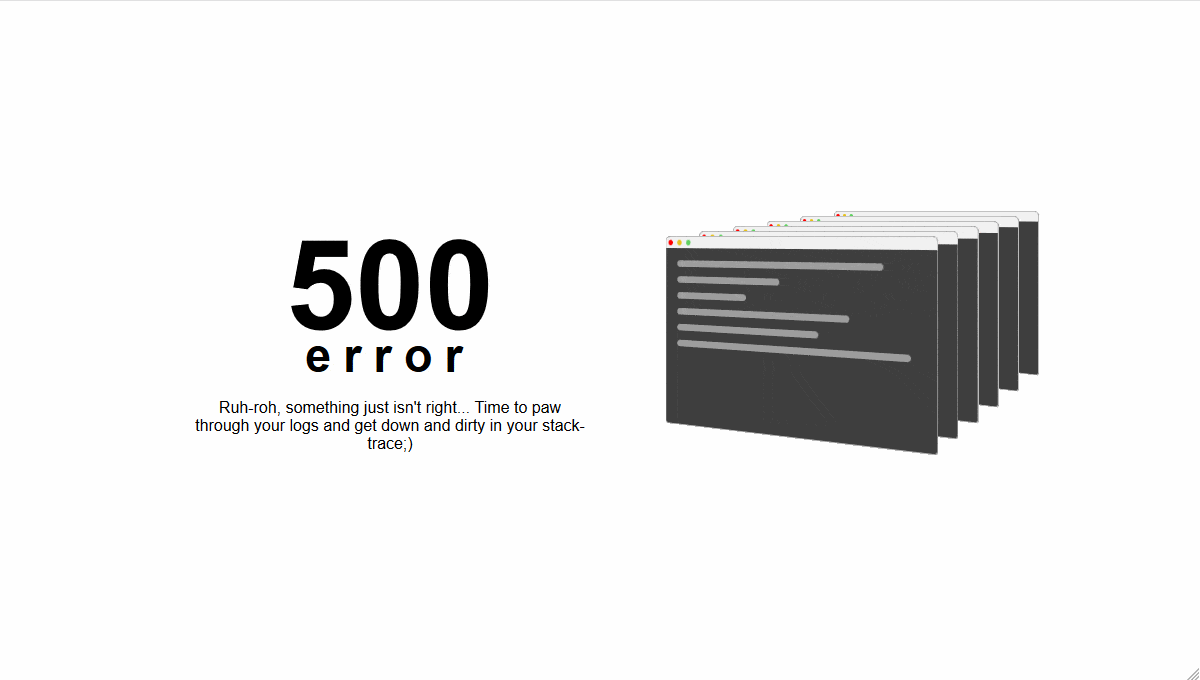 500
error
Ruh-roh, something just isn't right... Time to paw
through your logs and get down and dirty in your stack-
trace;)